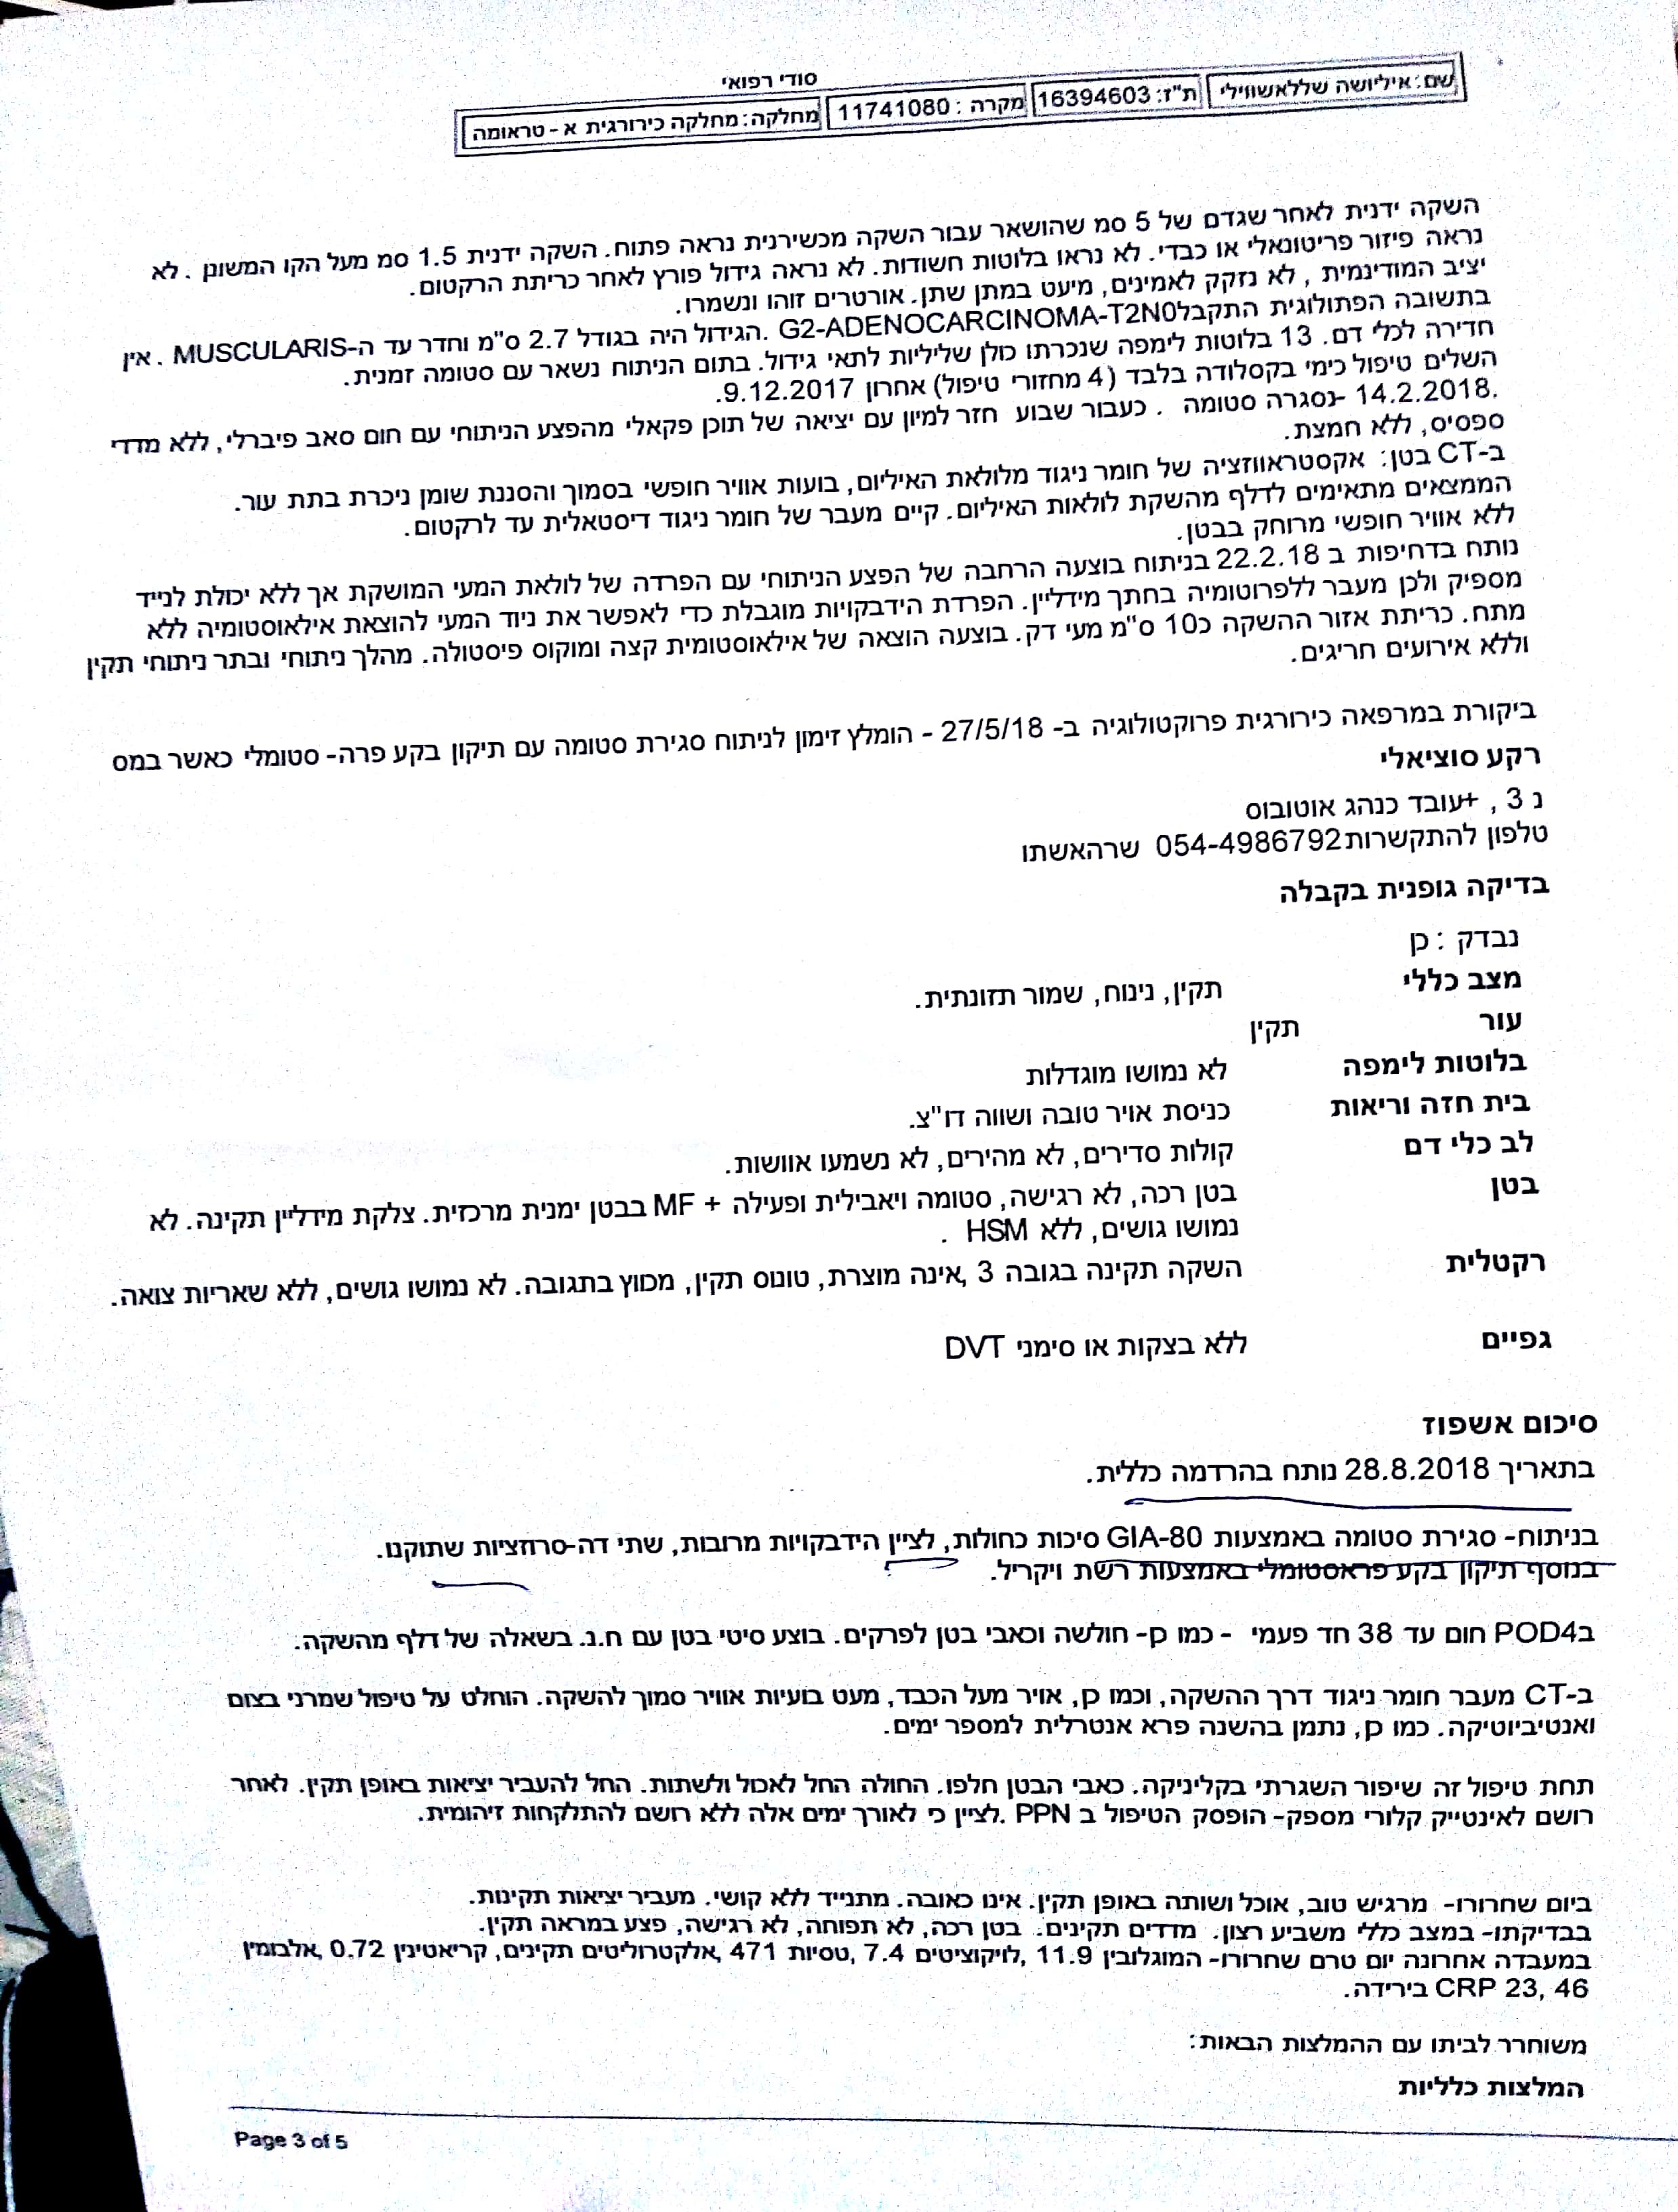 סודי רפואי
שם: איליושה שללאשווילי ת"ז: 16394603 מקרה : 11741080 מחלקה: מחלקה כירורגית א - טראומה
השקה ידנית לאחר שגדם של 5 סמ שהושאר עבור השקה מכשירנית נראה פתוח. השקה ידנית 1.5 סמ מעל הקו המשונן . לא
נראה פיזור פריטונאלי או כבדי. לא נראו בלוטות חשודות. לא נראה גידול פורץ לאחר כריתת הרקטום.
יציב המודינמית , לא נזקק לאמינים, מיעט במתן שתן. אורטרים זוהו ונשמרו.
בתשובה הפתולוגית התקבלG2-ADENOCARCINOMA-T2N0 .הגידול היה בגודל 2.7 ס"מ וחדר עד ה-MUSCULARIS . אין
חדירה לכלי דם. 13 בלוטות לימפה שנכרתו כולן שליליות לתאי גידול. בתום הניתוח נשאר עם סטומה זמנית.
השלים טיפול כימי בקסלודה בלבד (4 מחזורי טיפול) אחרון 9.12.2017.
14.2.2018. -נסגרה סטומה . כעבור שבוע חזר למיון עם יציאה של תוכן פקאלי מהפצע הניתוחי עם חום סאב פיברלי, ללא מדדי
ספסיס, ללא חמצת.
ב-CT בטן: אקסטראווזציה של חומר ניגוד מלולאת האיליום, בועות אוויר חופשי בסמוך והסננת שומן ניכרת בתת עור.
הממצאים מתאימים לדלף מהשקת לולאות האיליום. קיים מעבר של חומר ניגוד דיסטאלית עד לרקטום.
ללא אוויר חופשי מרוחק בבטן.
נותח בדחיפות ב 22.2.18 בניתוח בוצעה הרחבה של הפצע הניתוחי עם הפרדה של לולאת המעי המושקת אך ללא יכולת לנייד
מספיק ולכן מעבר ללפרוטומיה בחתך מידליין. הפרדת הידבקויות מוגבלת כדי לאפשר את ניוד המעי להוצאת אילאוסטומיה ללא
מתח. כריתת אזור ההשקה כ10 ס"מ מעי דק. בוצעה הוצאה של אילאוסטומית קצה ומוקוס פיסטולה. מהלך ניתוחי ובתר ניתוחי תקין
וללא אירועים חריגים.
ביקורת במרפאה כירורגית פרוקטולוגיה ב- 27/5/18 - הומלץ זימון לניתוח סגירת סטומה עם תיקון בקע פרה- סטומלי כאשר במס
רקע סוציאלי
נ 3 , +עובד כנהג אוטובוס
טלפון להתקשרות054-4986792 שרהאשתו
בדיקה גופנית בקבלה
נבדק : כן
מצב כללי תקין, נינוח, שמור תזונתית.
עור תקין
בלוטות לימפה לא נמושו מוגדלות
בית חזה וריאות כניסת אויר טובה ושווה דו"צ.
לב כלי דם קולות סדירים, לא מהירים, לא נשמעו אוושות.
בטן בטן רכה, לא רגישה, סטומה ויאבילית ופעילה + MF בבטן ימנית מרכזית. צלקת מידליין תקינה. לא
נמושו גושים, ללא HSM .
רקטלית השקה תקינה בגובה 3 ,אינה מוצרת, טונוס תקין, מכווץ בתגובה. לא נמושו גושים, ללא שאריות צואה.
גפיים ללא בצקות או סימני DVT
סיכום אשפוז
בתאריך 28.8.2018 נותח בהרדמה כללית.
בניתוח- סגירת סטומה באמצעות GIA-80 סיכות כחולות, לציין הידבקויות מרובות, שתי דה-סרוזציות שתוקנו.
בנוסף תיקון בקע פראסטומלי באמצעות רשת ויקריל.
בPOD4 חום עד 38 חד פעמי - כמו כן- חולשה וכאבי בטן לפרקים. בוצע סיטי בטן עם ח.נ. בשאלה של דלף מהשקה.
ב-CT מעבר חומר ניגוד דרך ההשקה, וכמו כן, אויר מעל הכבד, מעט בועיות אוויר סמוך להשקה. הוחלט על טיפול שמרני בצום
ואנטיביוטיקה. כמו כן, נתמן בהשנה פרא אנטרלית למספר ימים.
תחת טיפול זה שיפור השגרתי בקליניקה. כאבי הבטן חלפו. החולה החל לאכול ולשתות. החל להעביר יציאות באופן תקין. לאחר
רושם לאינטייק קלורי מספק- הופסק הטיפול ב PPN .לציין כי לאורך ימים אלה ללא רושם להתלקחות זיהומית.
ביום שחרורו- מרגיש טוב, אוכל ושותה באופן תקין. אינו כאובה. מתנייד ללא קושי. מעביר יציאות תקינות.
בבדיקתו- במצב כללי משביע רצון. מדדים תקינים. בטן רכה, לא תפוחה, לא רגישה, פצע במראה תקין.
במעבדה אחרונה יום טרם שחרורו- המוגלובין 11.9 ,לויקוציטים 7.4 ,טסיות 471 ,אלקטרוליטים תקינים, קריאטינין 0.72 ,אלבומין
46 ,CRP 23 בירידה.
משוחרר לביתו עם ההמלצות הבאות:
המלצות כלליות
Page 3 of 5